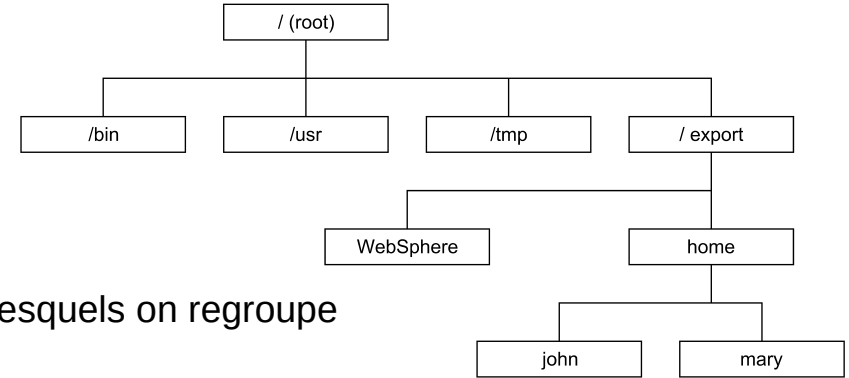 / (root)
/bin /usr /tmp / export
WebSphere home
esquels on regroupe
john mary